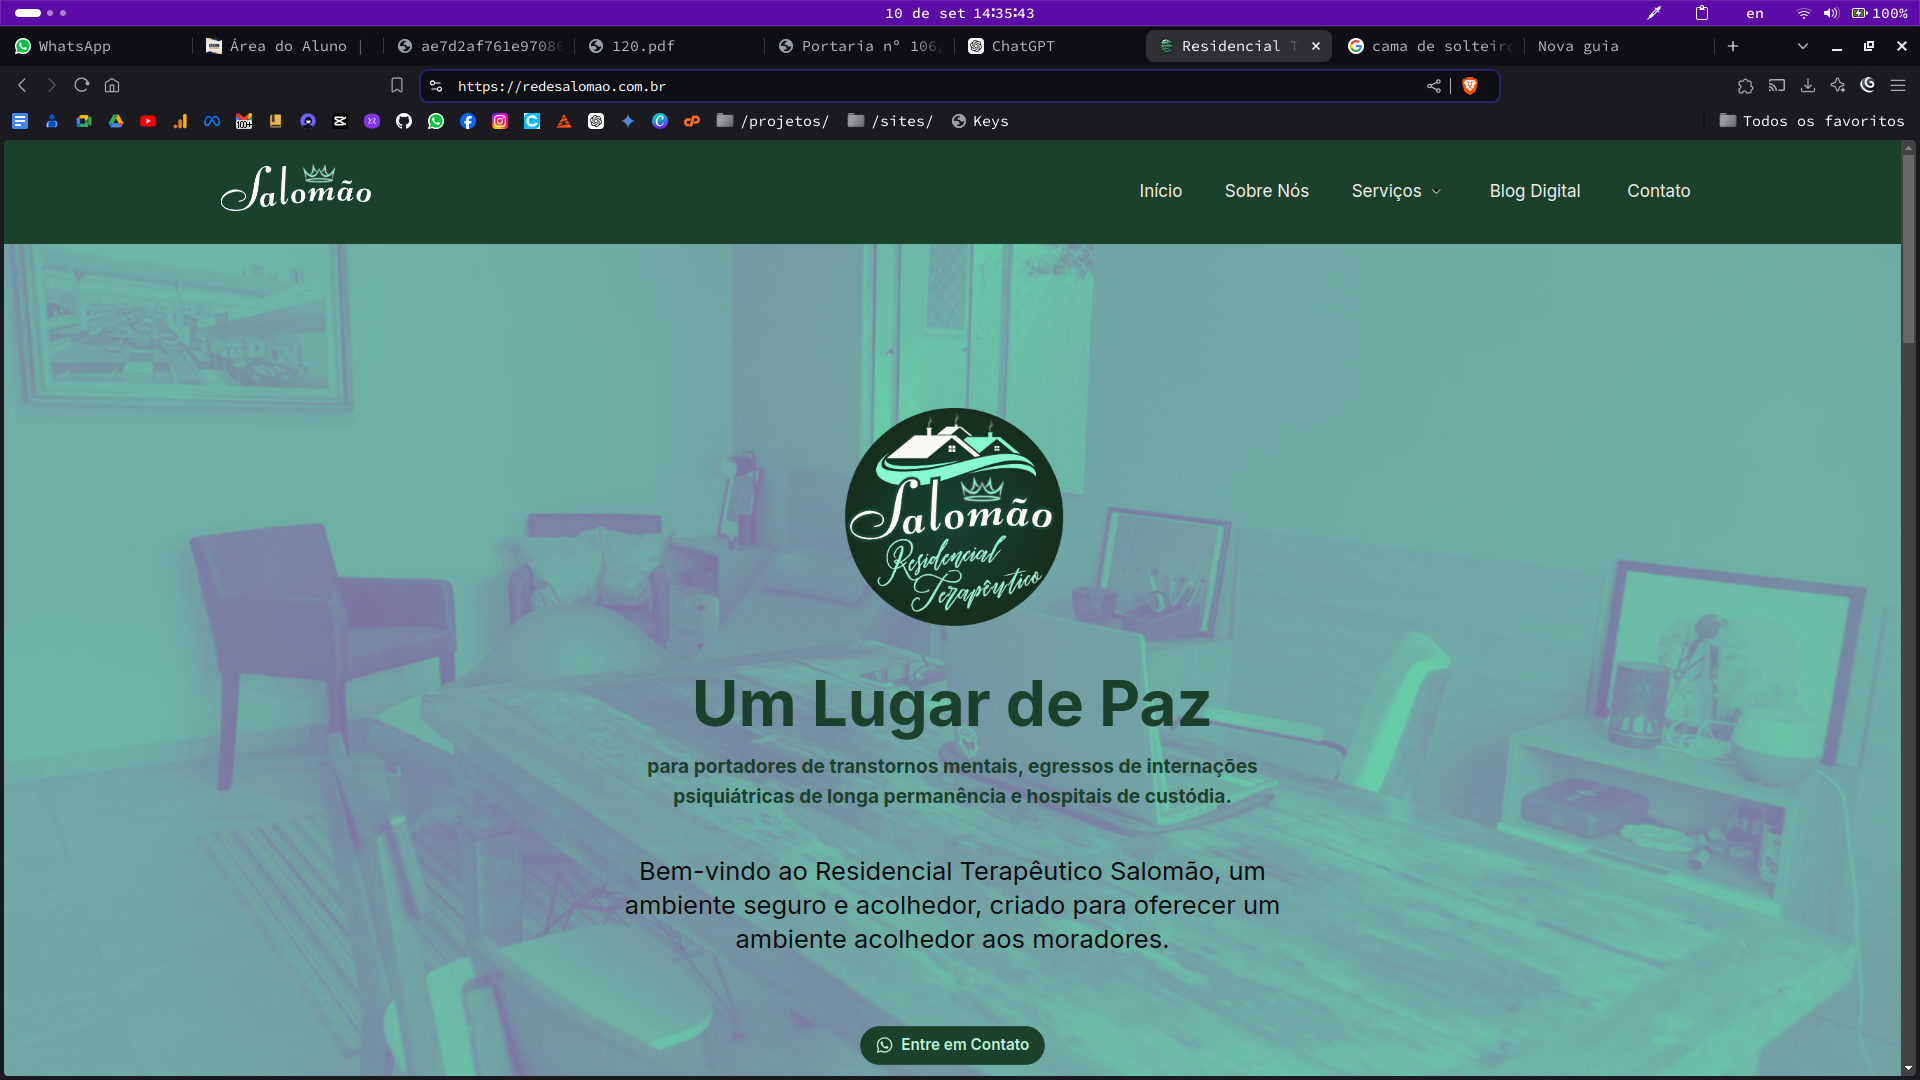 10 de set 14:35:43
en
100%
WhatsApp
Área do Aluno |
ae7d2af761e97086
120.pdf
Portaria nº 106
ChatGPT
Residencial T
cama de solteiro
Nova guia
https://redesalomao.com.br
/projetos/
/sites/
Keys
Todos os favoritos
Salomão
Início
Sobre Nós
Serviços
Blog Digital
Contato
Salomão
Residencial
Terapêutico
Um Lugar de Paz
para portadores de transtornos mentais, egressos de internações
psiquiátricas de longa permanência e hospitais de custódia.
Bem-vindo ao Residencial Terapêutico Salomão, um
ambiente seguro e acolhedor, criado para oferecer um
ambiente acolhedor aos moradores.
Entre em Contato